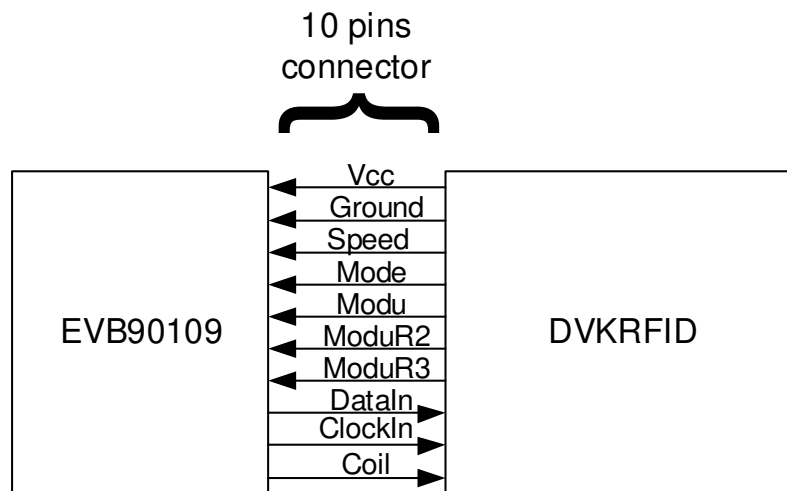 10 pins
connector
Vcc
Ground
Speed
Mode
Modu
EVB90109
DVKRFID
ModuR2
ModuR3
DataIn
ClockIn
Coil